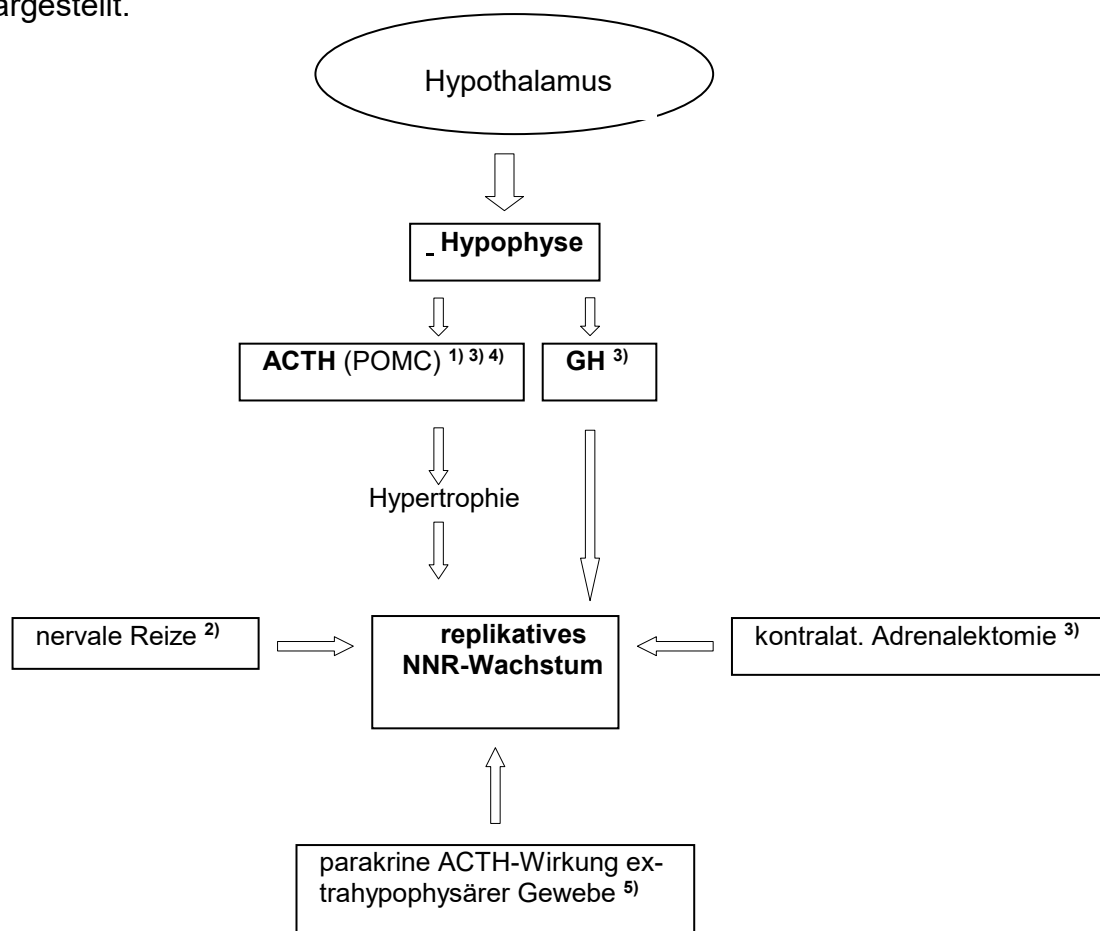 argestellt.
Hypothalamus
Hypophyse
ACTH (POMC) 1) 3) 4)
GH 3)
Hypertrophie
nervale Reize 2)
replikatives
NNR-Wachstum
kontralat. Adrenalektomie 3)
parakrine ACTH-Wirkung ex-
trahypophysärer Gewebe 5)